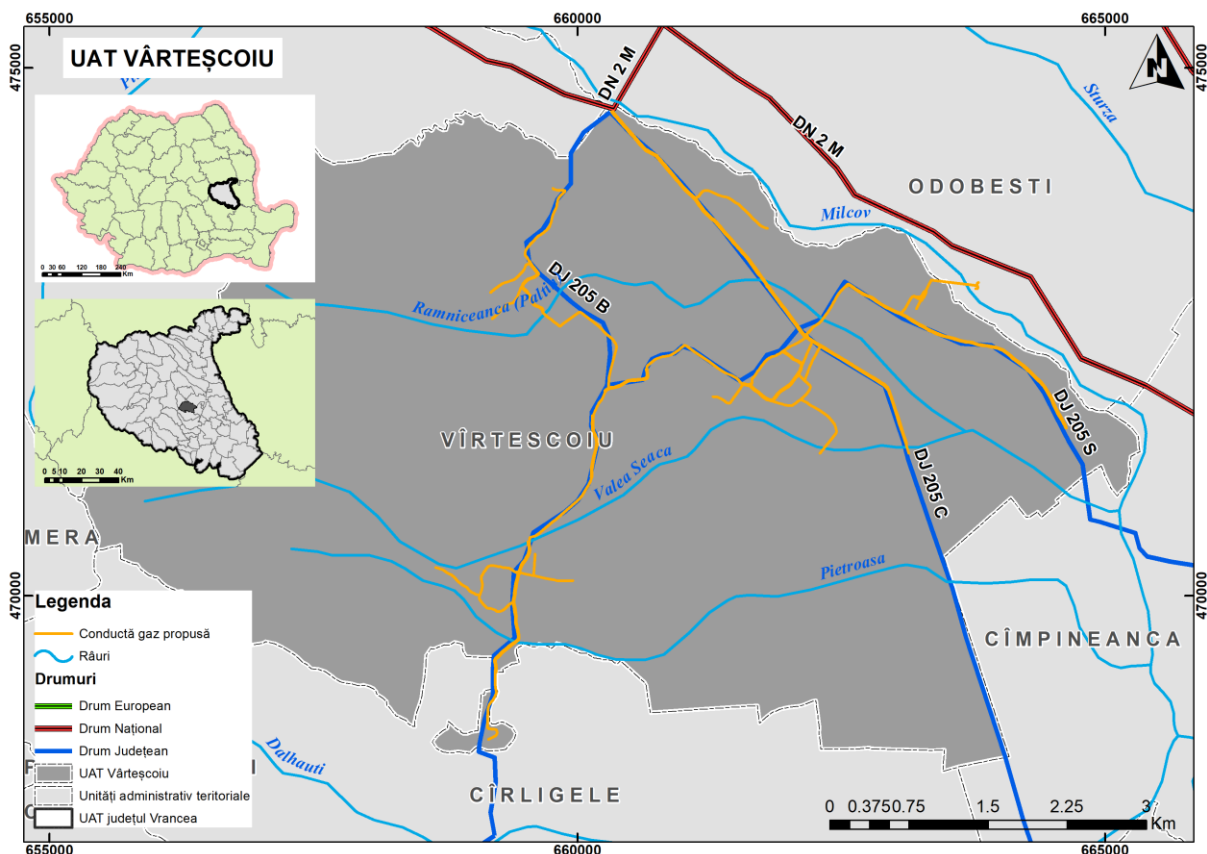 655000
660000
665000
475000
475000
UAT VÂRTEȘCOIU
DN 2 M
N
Sturza
DN 2 M
ODOBESTI
Milcov
0 30 60 120 180 240
Km
DJ 205 B
Ramniceanca (Paltin
VÎRTESCOIU
DJ 205 S
Valea Seaca
DJ 205 C
0 5 10 20 30 40
Km
MERA
Pietroasa
470000
470000
CÎMPINEANCA
Legenda
Conductă gaz propusă
Râuri
Drumuri
Drum European
Drum Național
Drum Județean
UAT Vârteșcoiu
Unități administrativ teritoriale
UAT județul Vrancea
Dalhauti
CÎRLIGELE
0 0.375 0.75 1.5 2.25 3
Km
655000
660000
665000